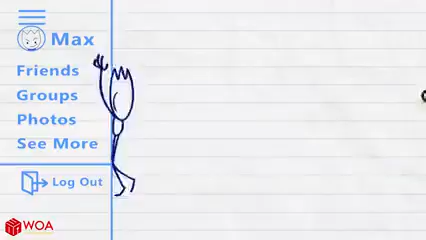 Max
Friends
Groups
Photos
See More
Log Out
WOA